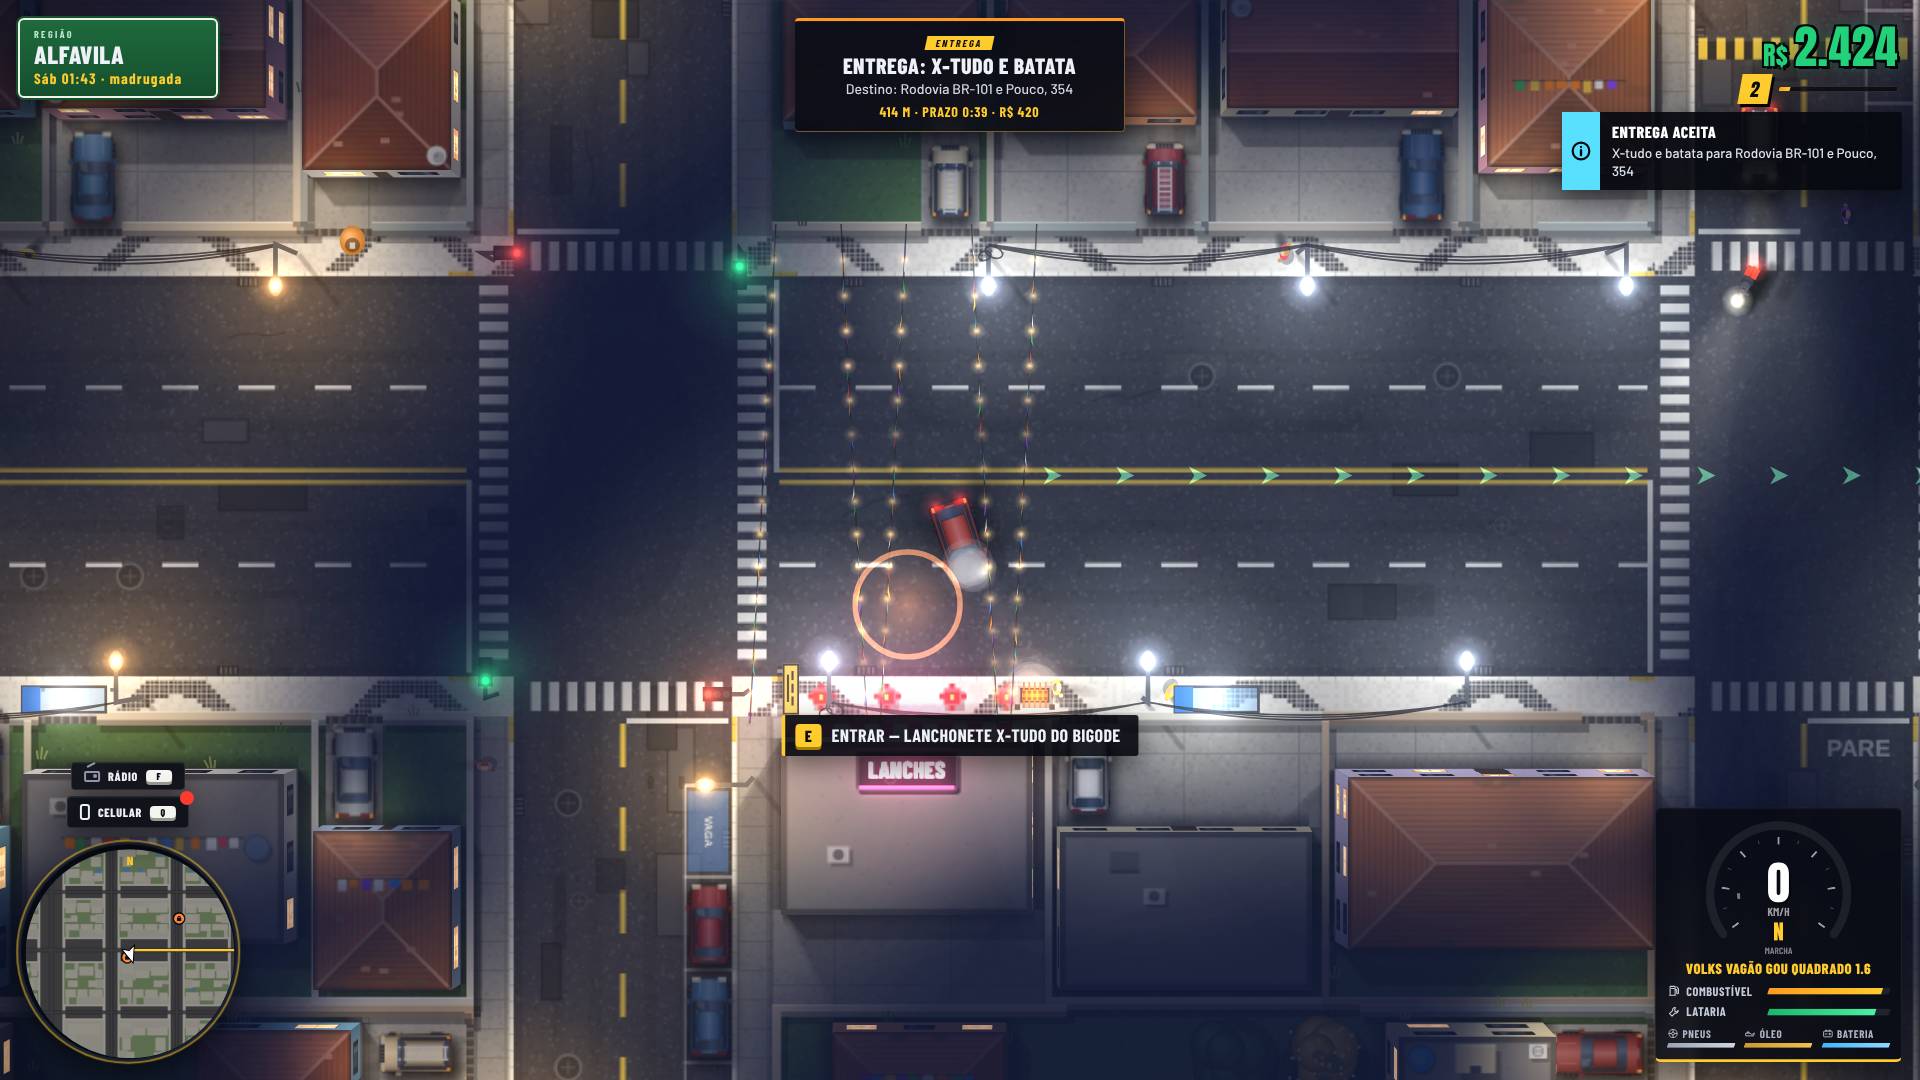 REGIÃO
ALFAVILA
Sáb 01:43 · madrugada
ENTREGA
ENTREGA: X-TUDO E BATATA
Destino: Rodovia BR-101 e Pouco, 354
414 M · PRAZO 0:39 · R$ 420
R$ 2.424
2
ENTREGA ACEITA
X-tudo e batata para Rodovia BR-101 e Pouco,
354
E ENTRAR — LANCHONETE X-TUDO DO BIGODE
LANCHES
VAGA
PARE
RÁDIO F
CELULAR Q
N
0
KM/H
N
MARCHA
VOLKS VAGÃO GOU QUADRADO 1.6
COMBUSTÍVEL
LATARIA
PNEUS ÓLEO BATERIA